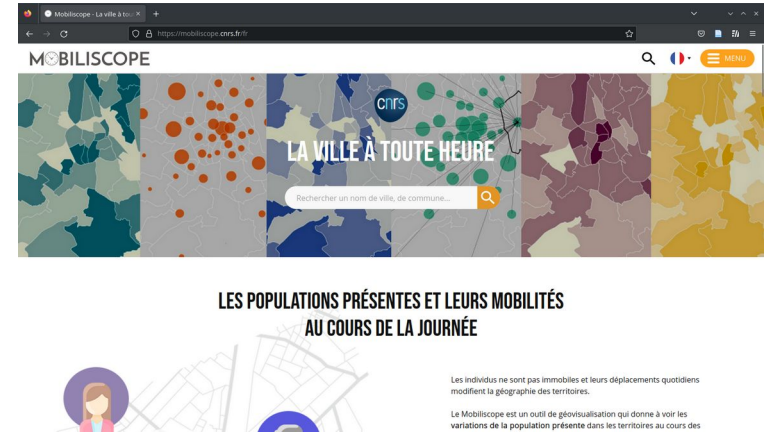 Mobiliscope - La ville à tou
https://mobiliscope.cnrs.fr/fr
MOBILISCOPE
MENU
cnrs
LA VILLE À TOUTE HEURE
Rechercher un nom de ville, de commune...
LES POPULATIONS PRÉSENTES ET LEURS MOBILITÉS
AU COURS DE LA JOURNÉE
Les individus ne sont pas immobiles et leurs déplacements quotidiens
modifient la géographie des territoires.
Le Mobiliscope est un outil de géovisualisation qui donne à voir les
variations de la population présente dans les territoires au cours des